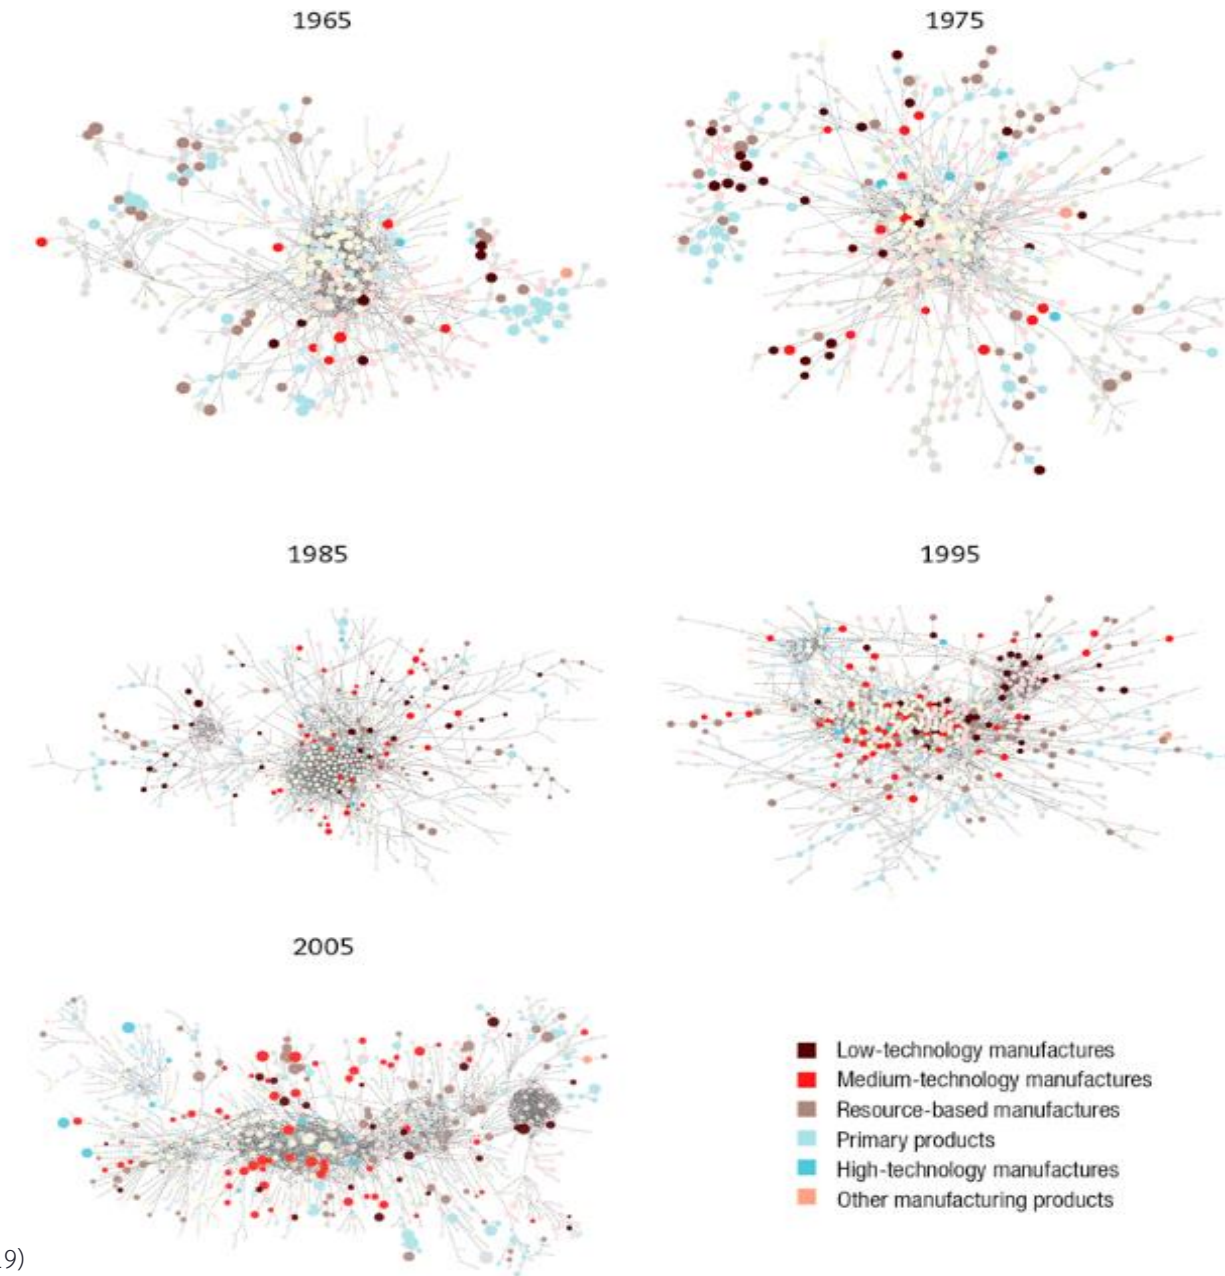 1965
1975
1985
1995
2005
Low-technology manufactures
Medium-technology manufactures
Resource-based manufactures
Primary products
High-technology manufactures
Other manufacturing products
9)